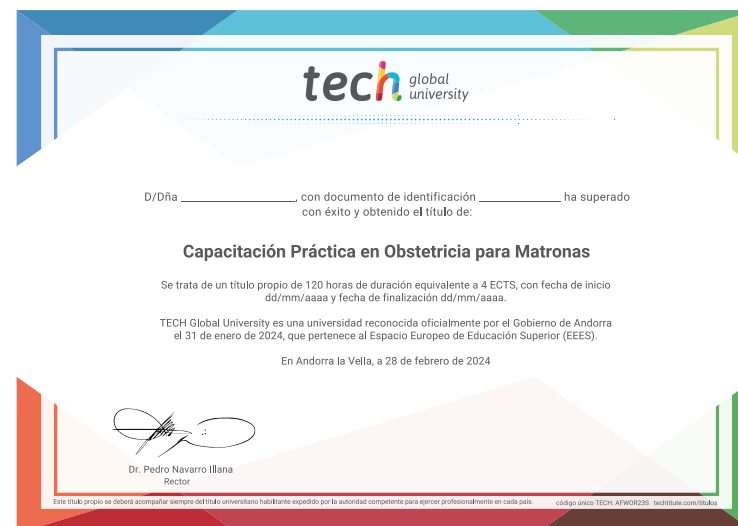 tech global university
D/Dña ____________________, con documento de identificación ______________ ha superado
con éxito y obtenido el título de:
Capacitación Práctica en Obstetricia para Matronas
Se trata de un título propio de 120 horas de duración equivalente a 4 ECTS, con fecha de inicio
dd/mm/aaaa y fecha de finalización dd/mm/aaaa.
TECH Global University es una universidad reconocida oficialmente por el Gobierno de Andorra
el 31 de enero de 2024, que pertenece al Espacio Europeo de Educación Superior (EEES).
En Andorra la Vella, a 28 de febrero de 2024
Dr. Pedro Navarro Illana
Rector
Este título propio se deberá acompañar siempre del título universitario habilitante expedido por la autoridad competente para ejercer profesionalmente en cada país. código único TECH: AFWOR23S techtitute.com/titulos